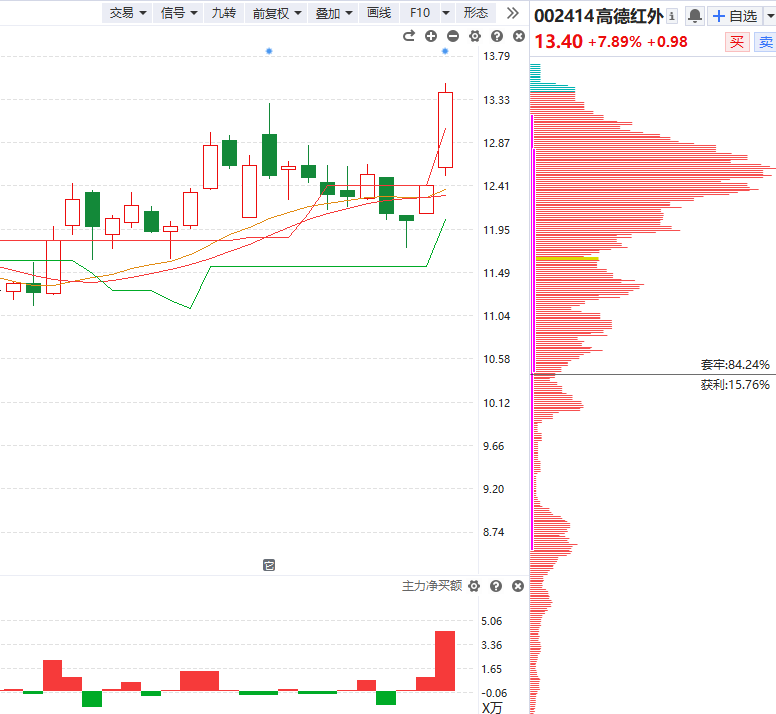 交易 信号 九转 前复权 叠加 画线 F10 形态
002414高德红外 自选
13.40 +7.89% +0.98 买 卖
13.79
13.33
12.87
12.41
11.95
11.49
11.04
10.58
10.12
9.66
9.20
8.74
套牢:84.24%
获利:15.76%
主力净买额
5.06
3.36
1.65
-0.06
X万